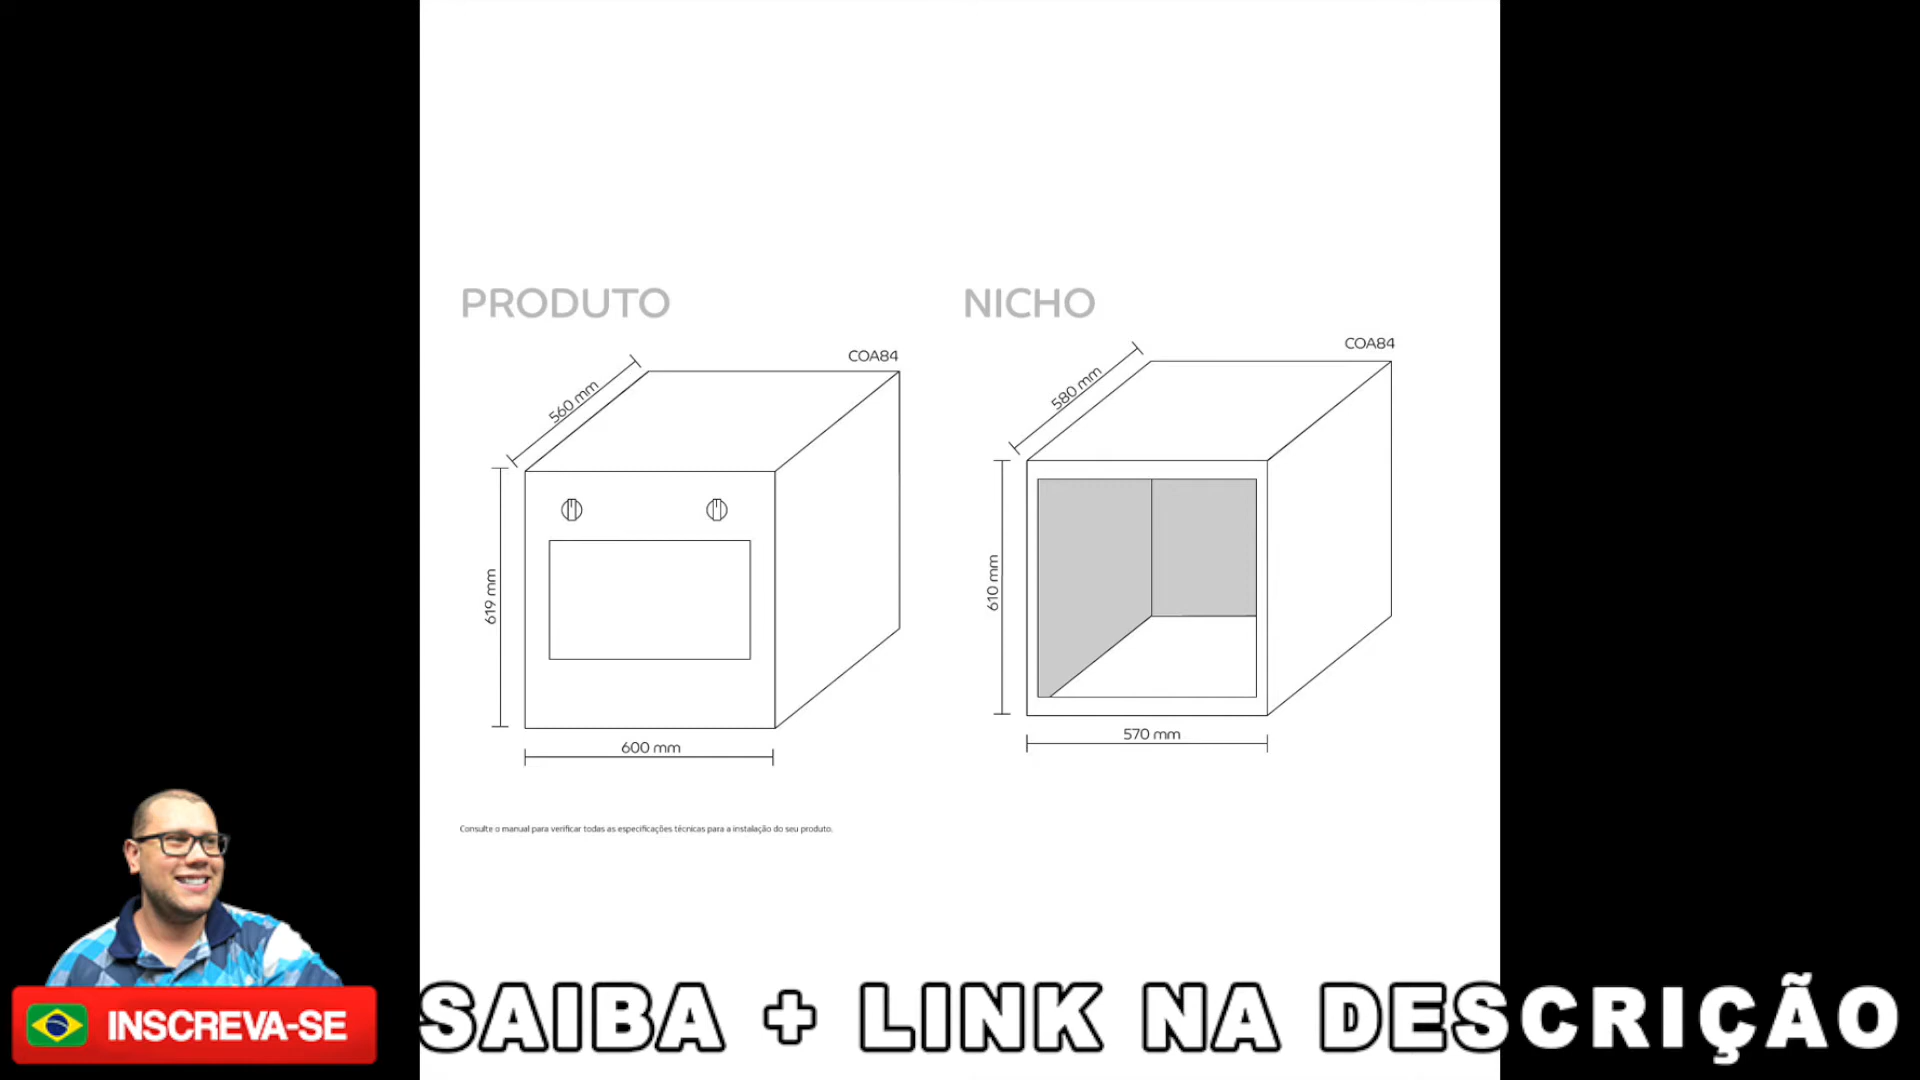 PRODUTO
NICHO
COA84
COA84
560 mm
580 mm
619 mm
610 mm
600 mm
570 mm
Consulte o manual para verificar todas as especificações técnicas para a instalação do seu produto.
INSCREVA-SE
SAIBA + LINK NA DESCRIÇÃO